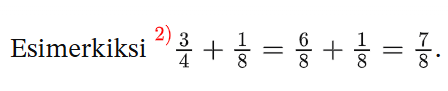 Esimerkiksi ²⁾3/4 + 1/8 = 6/8 + 1/8 = 7/8.